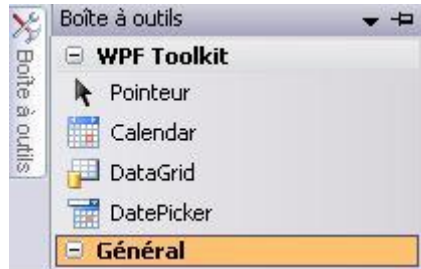 Boîte à outils
Boîte à outils
WPF Toolkit
Pointeur
Calendar
DataGrid
DatePicker
Général